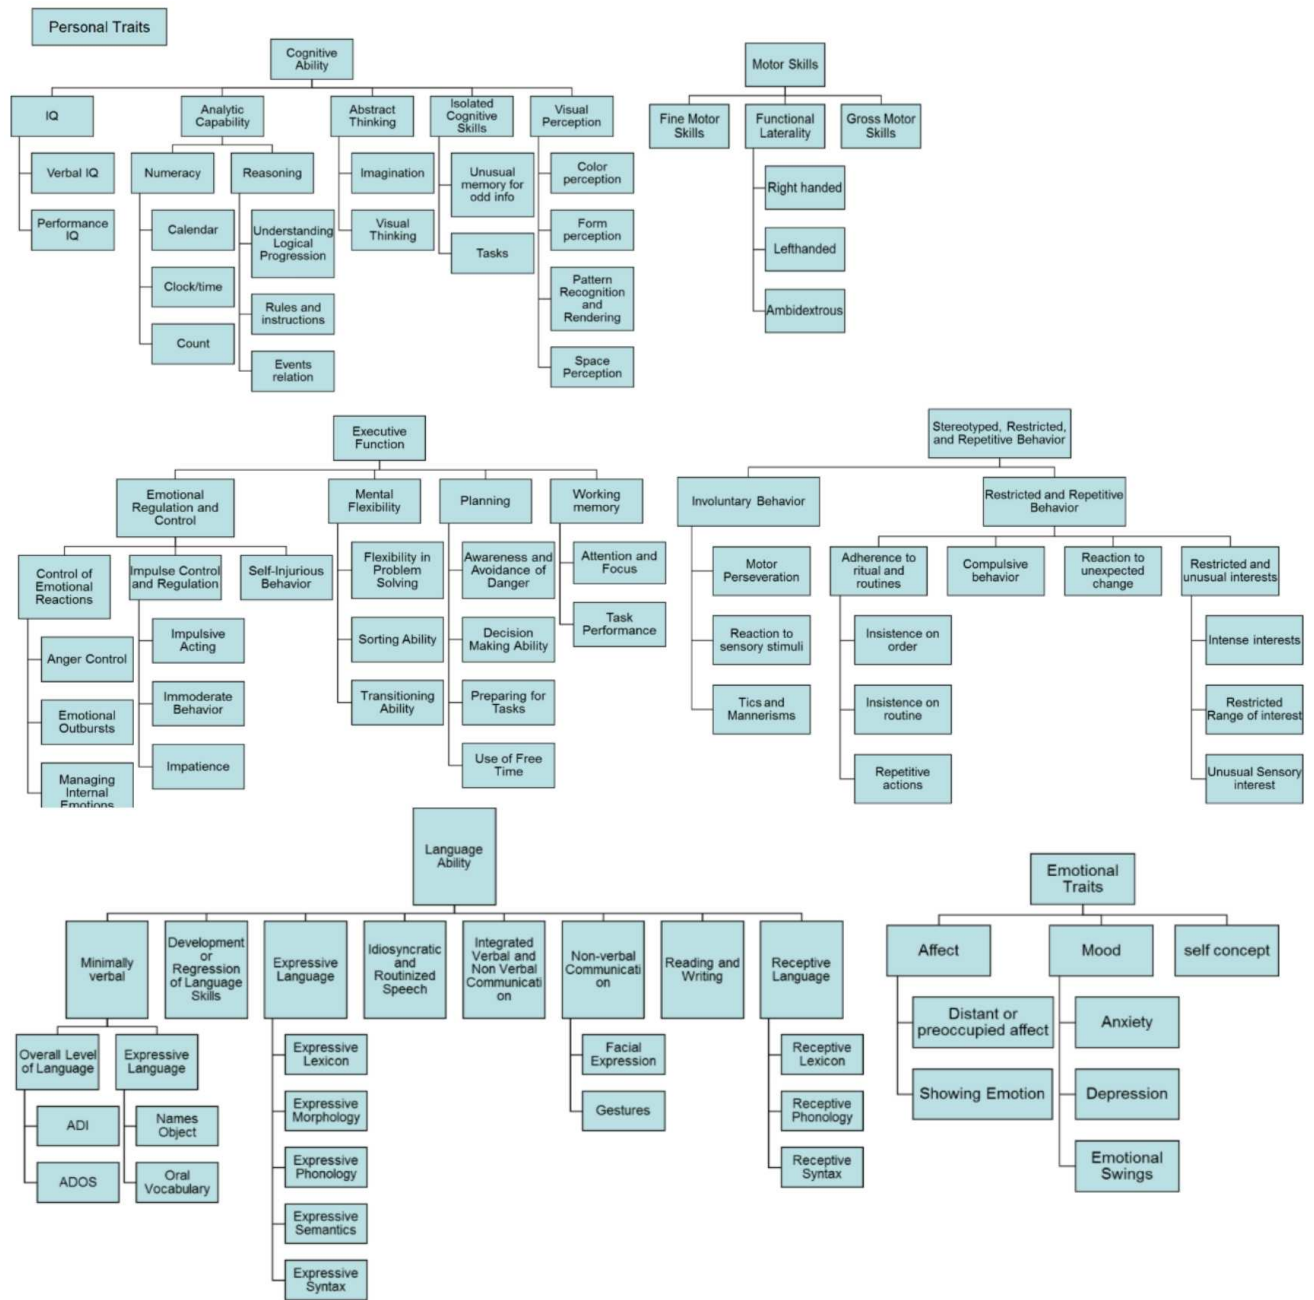 Personal Traits
Cognitive
Ability
IQ
Analytic
Capability
Abstract
Thinking
Isolated
Cognitive
Skills
Visual
Perception
Verbal IQ
Performance
IQ
Numeracy
Reasoning
Calendar
Clock/time
Count
Understanding
Logical
Progression
Rules and
instructions
Events
relation
Imagination
Visual
Thinking
Unusual
memory for
odd info
Tasks
Color
perception
Form
perception
Pattern
Recognition
and
Rendering
Space
Perception
Motor Skills
Fine Motor
Skills
Functional
Laterality
Gross Motor
Skills
Right handed
Lefthanded
Ambidextrous
Executive
Function
Emotional
Regulation and
Control
Mental
Flexibility
Planning
Working
memory
Control of
Emotional
Reactions
Impulse Control
and Regulation
Self-Injurious
Behavior
Anger Control
Emotional
Outbursts
Managing
Internal
Emotions
Impulsive
Acting
Immoderate
Behavior
Impatience
Flexibility in
Problem
Solving
Sorting Ability
Transitioning
Ability
Awareness and
Avoidance of
Danger
Decision
Making Ability
Preparing for
Tasks
Use of Free
Time
Attention and
Focus
Task
Performance
Stereotyped, Restricted,
and Repetitive Behavior
Involuntary Behavior
Restricted and Repetitive
Behavior
Motor
Perseveration
Reaction to
sensory stimuli
Tics and
Mannerisms
Adherence to
ritual and
routines
Compulsive
behavior
Reaction to
unexpected
change
Restricted and
unusual interests
Insistence on
order
Insistence on
routine
Repetitive
actions
Intense interests
Restricted
Range of interest
Unusual Sensory
interest
Language
Ability
Minimally
verbal
Development
or
Regression
of Language
Skills
Expressive
Language
Idiosyncratic
and
Routinized
Speech
Integrated
Verbal and
Non Verbal
Communicat
ion
Non-verbal
Communicati
on
Reading and
Writing
Receptive
Language
Overall Level
of Language
Expressive
Language
ADI
ADOS
Names
Object
Oral
Vocabulary
Expressive
Lexicon
Expressive
Morphology
Expressive
Phonology
Expressive
Semantics
Expressive
Syntax
Facial
Expression
Gestures
Receptive
Lexicon
Receptive
Phonology
Receptive
Syntax
Emotional
Traits
Affect
Mood
self concept
Distant or
preoccupied affect
Showing Emotion
Anxiety
Depression
Emotional
Swings